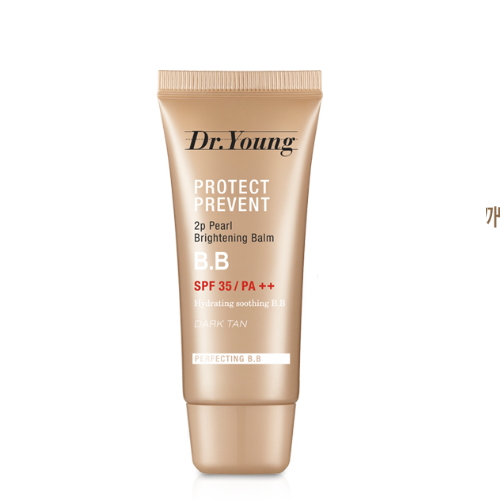 Dr.Young
PROTECT
PREVENT
2p Pearl
Brightening Balm
B.B
SPF 35 / PA ++
Hydrating soothing B.B
DARK TAN
PERFECTING B.B